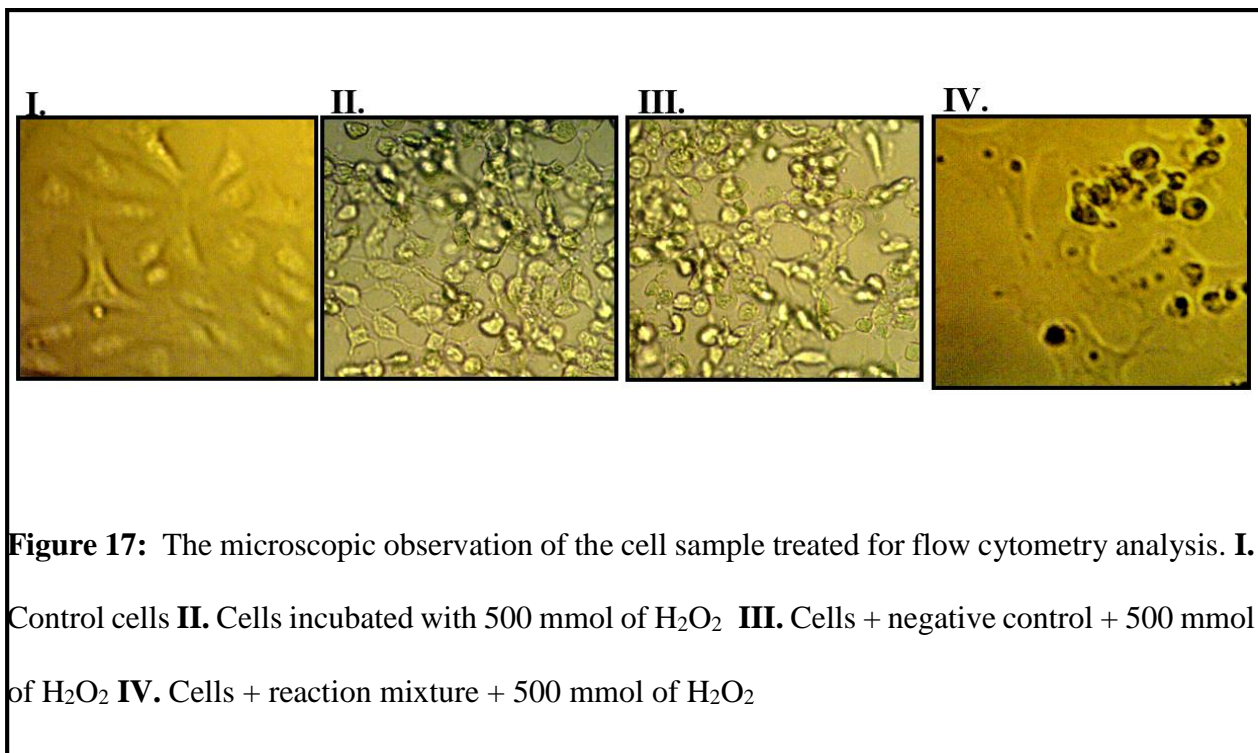 I. II. III. IV.
Figure 17: The microscopic observation of the cell sample treated for flow cytometry analysis. I.
Control cells II. Cells incubated with 500 mmol of H₂O₂ III. Cells + negative control + 500 mmol
of H₂O₂ IV. Cells + reaction mixture + 500 mmol of H₂O₂